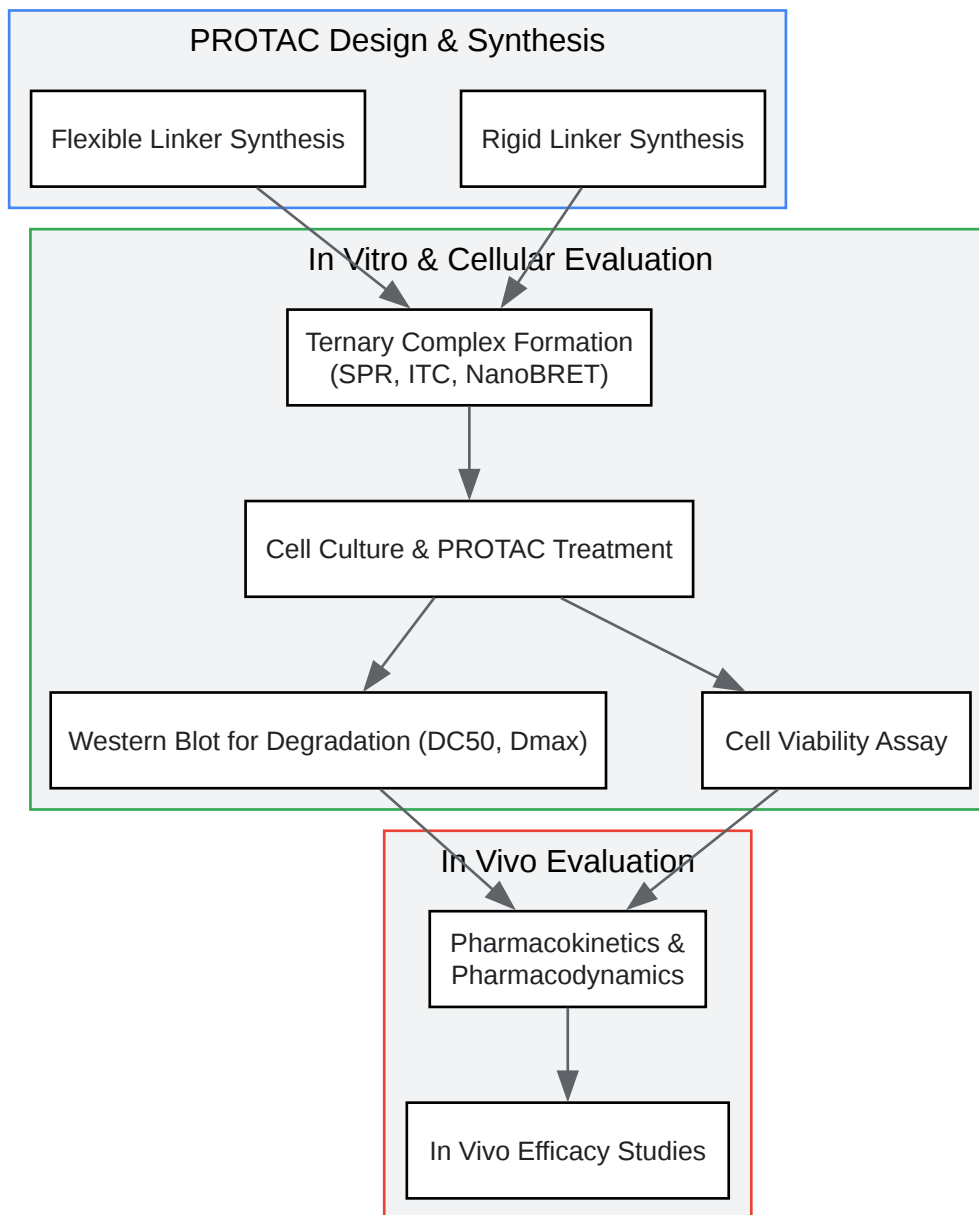 PROTAC Design & Synthesis
Flexible Linker Synthesis
Rigid Linker Synthesis
In Vitro & Cellular Evaluation
Ternary Complex Formation
(SPR, ITC, NanoBRET)
Cell Culture & PROTAC Treatment
Western Blot for Degradation (DC50, Dmax)
Cell Viability Assay
In Vivo Evaluation
Pharmacokinetics &
Pharmacodynamics
In Vivo Efficacy Studies